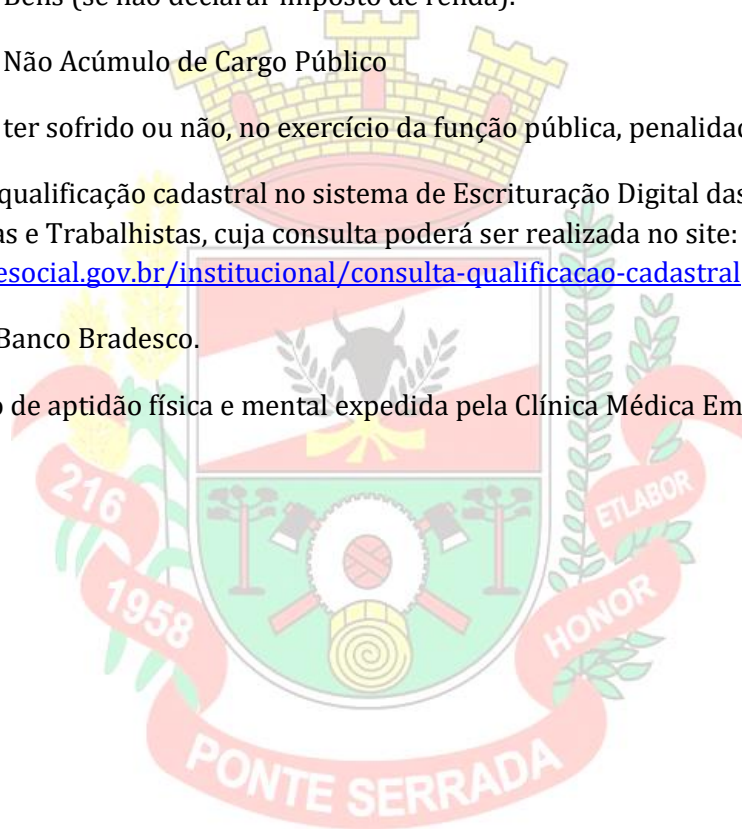 Bens (se não declarar imposto de renda).
Não Acúmulo de Cargo Público
ter sofrido ou não, no exercício da função pública, penalidad
qualificação cadastral no sistema de Escrituração Digital das
as e Trabalhistas, cuja consulta poderá ser realizada no site:
esocial.gov.br/institucional/consulta-qualificacao-cadastral
Banco Bradesco.
o de aptidão física e mental expedida pela Clínica Médica Em
216
1958
ETLABOR
HONOR
PONTE SERRADA